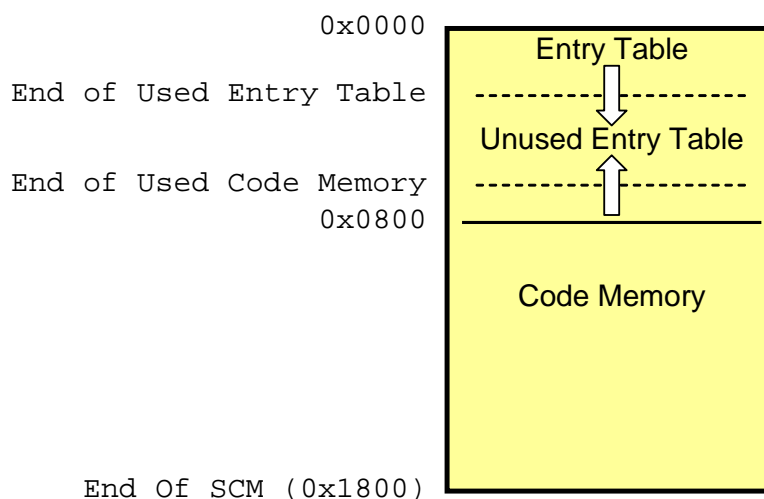 0x0000
Entry Table
End of Used Entry Table
Unused Entry Table
End of Used Code Memory
0x0800
Code Memory
End Of SCM (0x1800)